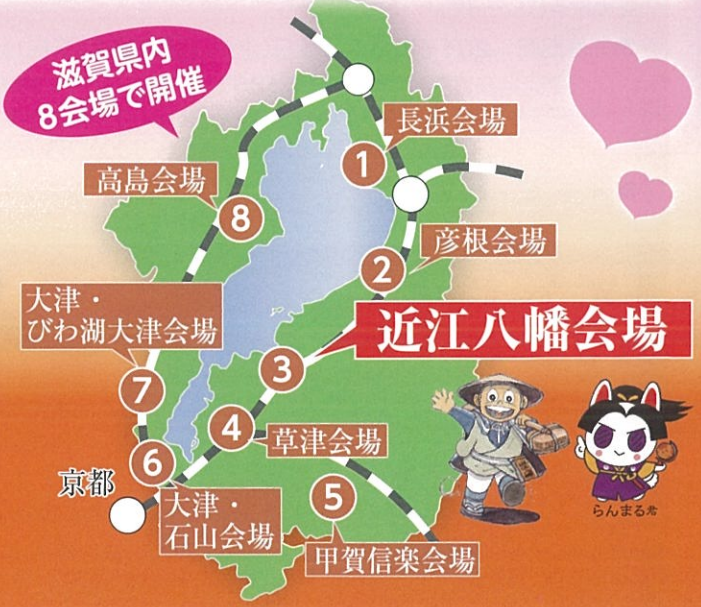 滋賀県内
8会場で開催
長浜会場
1
高島会場
8
彦根会場
2
大津・
びわ湖大津会場
近江八幡会場
3
7
4
草津会場
6
京都
大津・
石山会場
5
甲賀信楽会場
らんまる君